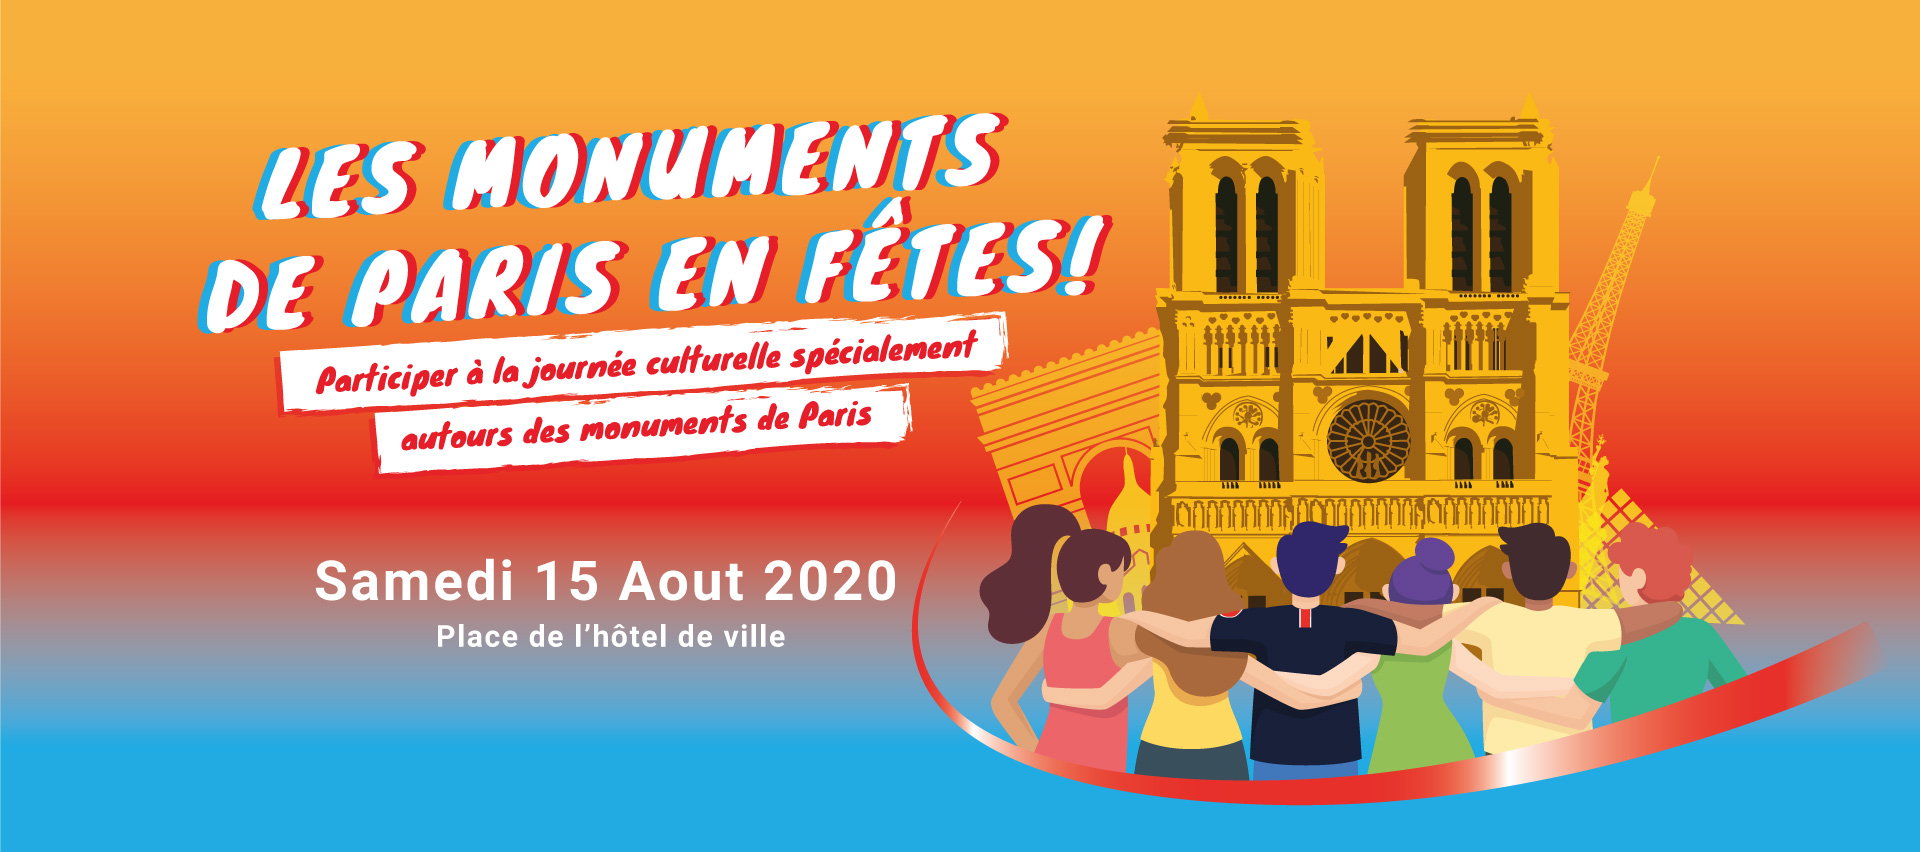 LES MONUMENTS
DE PARIS EN FÊTES!
Participer à la journée culturelle spécialement
autours des monuments de Paris
Samedi 15 Aout 2020
Place de l’hôtel de ville